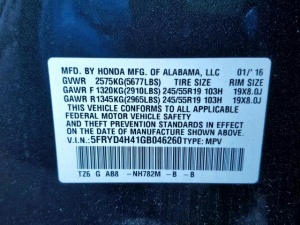 MFD. BY HONDA MFG. OF ALABAMA, LLC 01/'16
GVWR 2575KG(5677LBS) TIRE SIZE RIM SIZE
GAWR F 1320KG(2910LBS) 245/55R19 103H 19X8.0J
GAWR R 1345KG(2965LBS) 245/55R19 103H 19X8.0J
THIS VEHICLE CONFORMS TO ALL APPLICABLE
FEDERAL MOTOR VEHICLE SAFETY
THEFT PREVENTION STANDARDS IN EFFECT ON THE
DATE OF MANUFACTURE SHOWN ABOVE.
V.I.N.:5FRYD4H41GB046260 TYPE: MPV
TZ6 G AB8 -NH782M -B -B